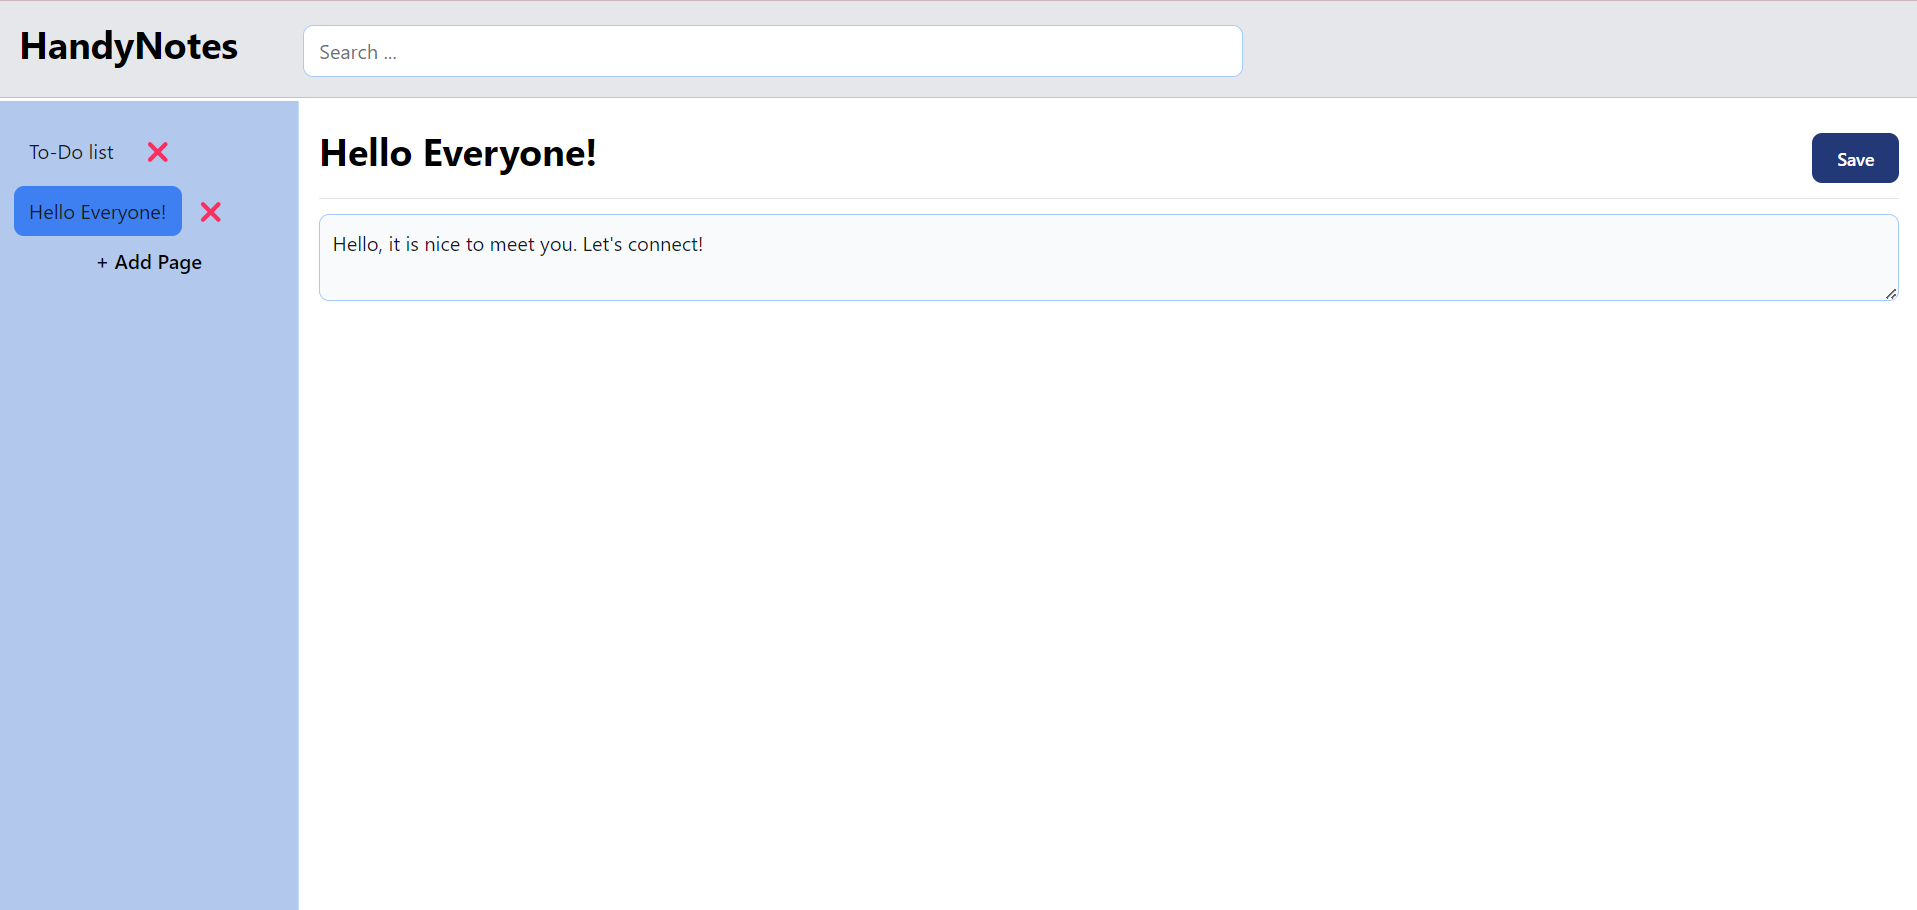 HandyNotes
Search ...
To-Do list
Hello Everyone!
+ Add Page
Hello Everyone!
Save
Hello, it is nice to meet you. Let's connect!